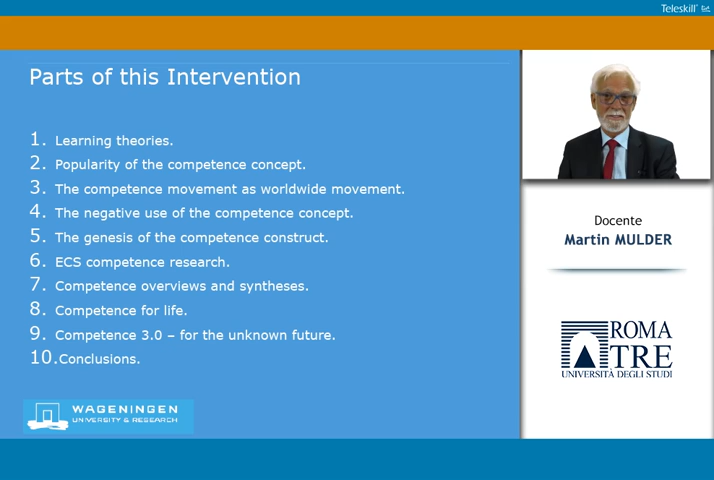 Teleskill
Parts of this Intervention
1. Learning theories.
2. Popularity of the competence concept.
3. The competence movement as worldwide movement.
4. The negative use of the competence concept.
5. The genesis of the competence construct.
6. ECS competence research.
7. Competence overviews and syntheses.
8. Competence for life.
9. Competence 3.0 – for the unknown future.
10.Conclusions.
WAGENINGEN
UNIVERSITY & RESEARCH
Docente
Martin MULDER
ROMA
TRE
UNIVERSITÀ DEGLI STUDI